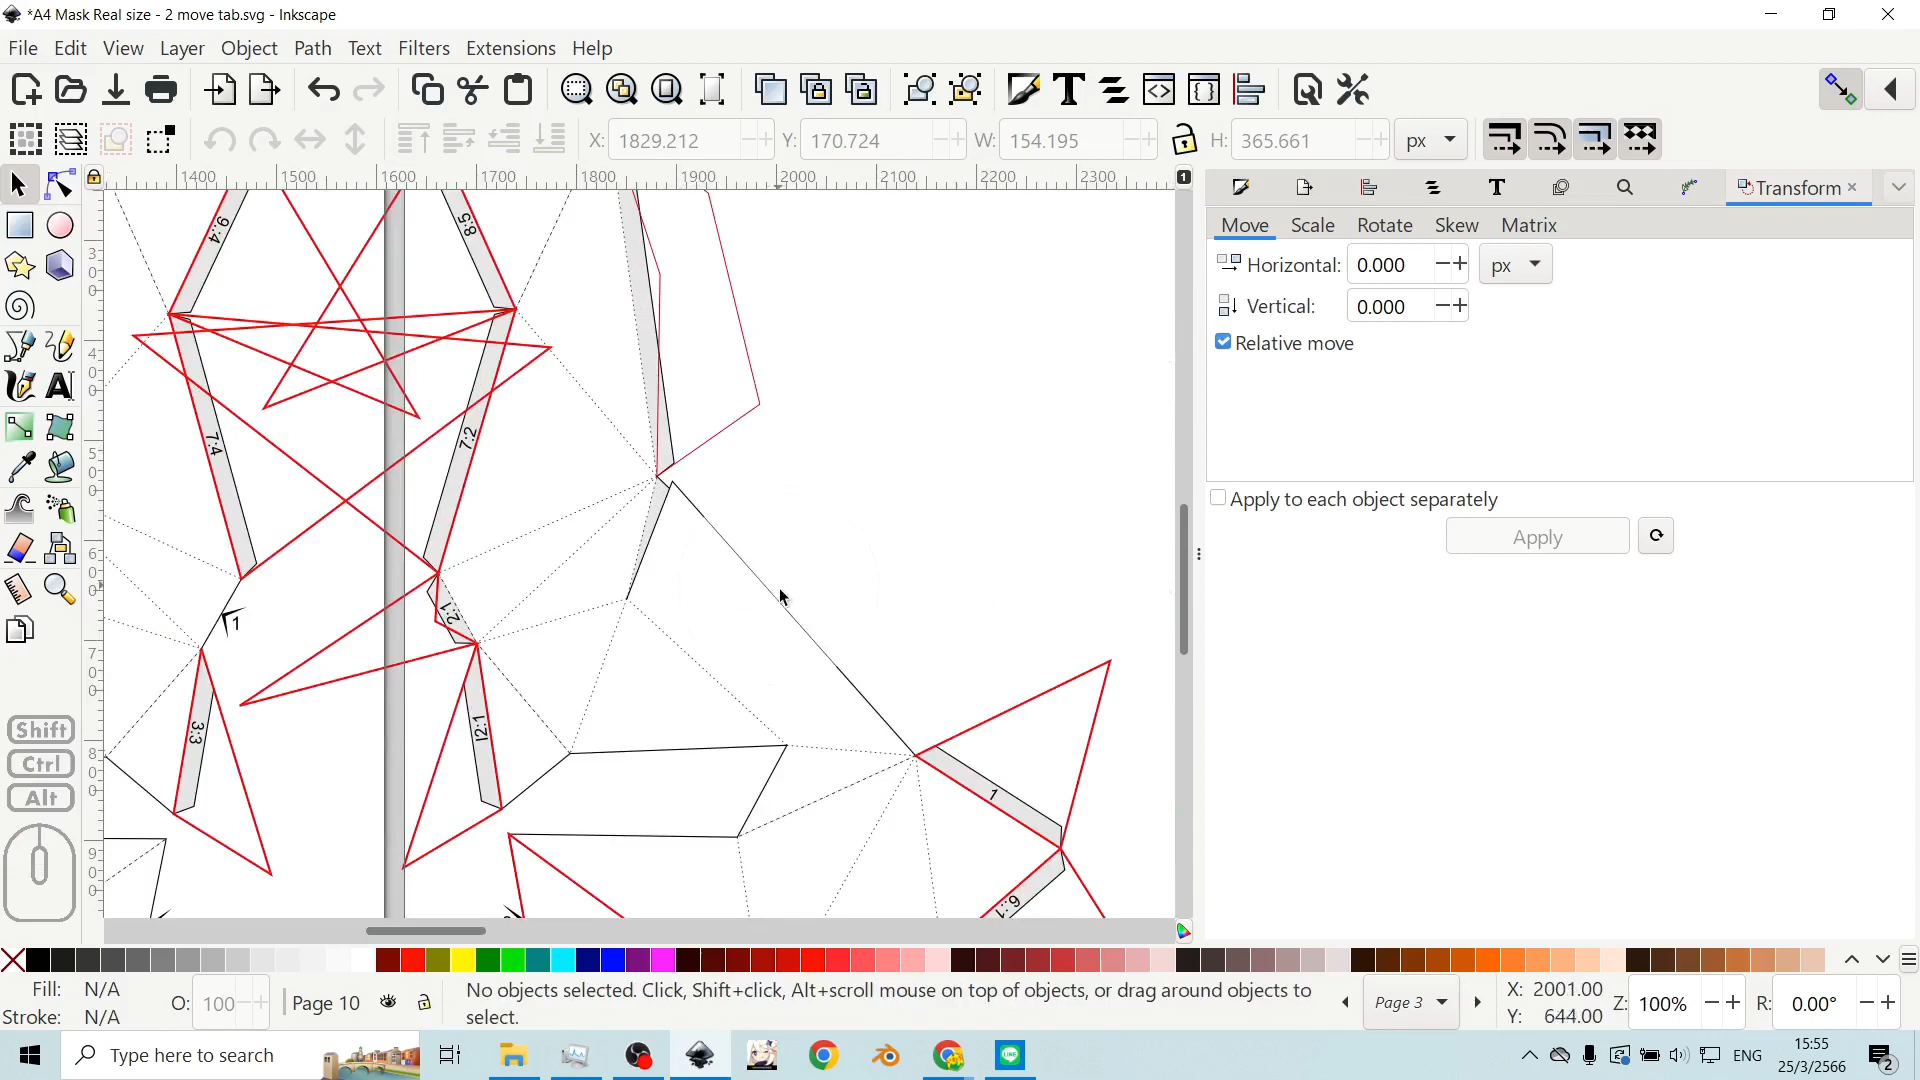 *A4 Mask Real size - 2 move tab.svg - Inkscape
File Edit View Layer Object Path Text Filters Extensions Help
X: 1829.212 Y: 170.724 W: 154.195 H: 365.661 px
1400 1500 1600 1700 1800 1900 2000 2100 2200 2300 1
Transform
Move Scale Rotate Skew Matrix
Horizontal: 0.000 px
Vertical: 0.000
Relative move
Apply to each object separately
Apply
9:4
8:5
7:4
7:2
1
2:1
3:3
12:1
1
6:1
Shift
Ctrl
Alt
Fill: N/A
Stroke: N/A
O: 100
Page 10
No objects selected. Click, Shift+click, Alt+scroll mouse on top of objects, or drag around objects to
select.
Page 3
X: 2001.00
Y: 644.00
Z: 100%
R: 0.00°
Type here to search
LINE
ENG
15:55
25/3/2566
2